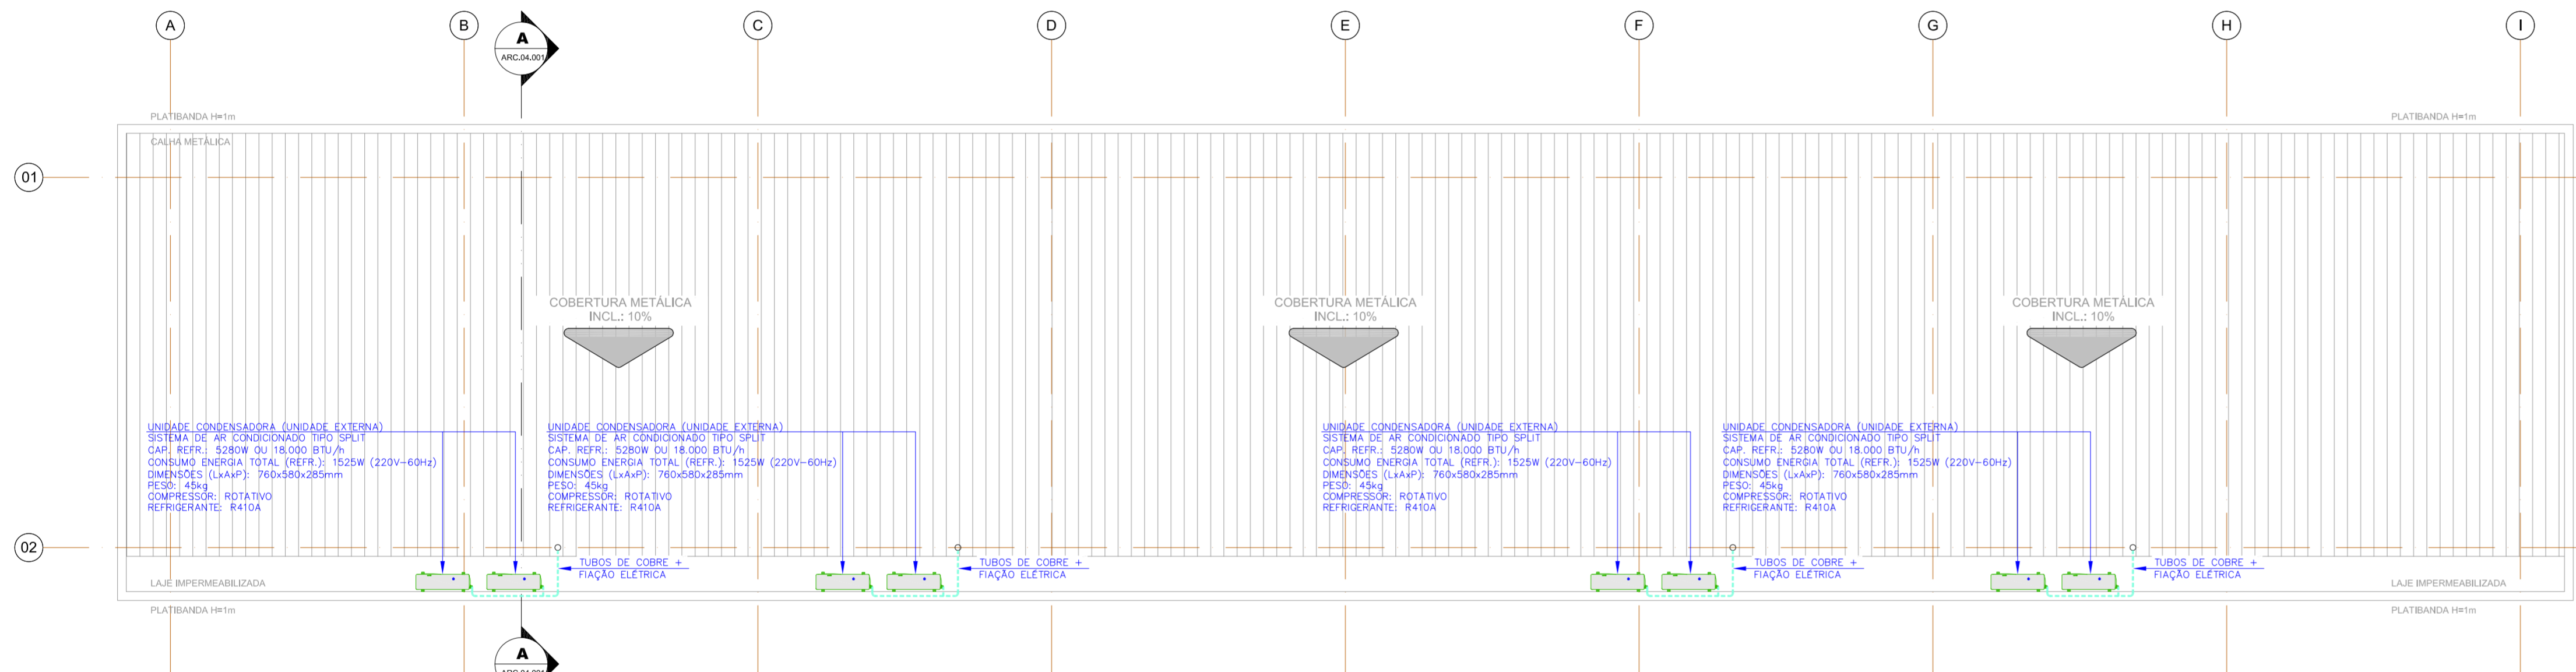 A
B
C
D
E
F
G
H
I
A
ARC.04.001
PLATIBANDA H=1m
PLATIBANDA H=1m
CALHA METÁLICA
01
COBERTURA METÁLICA
INCL.: 10%
COBERTURA METÁLICA
INCL.: 10%
COBERTURA METÁLICA
INCL.: 10%
UNIDADE CONDENSADORA (UNIDADE EXTERNA)
SISTEMA DE AR CONDICIONADO TIPO SPLIT
CAP. REFR.: 5280W OU 18.000 BTU/h
CONSUMO ENERGIA TOTAL (REFR.): 1525W (220V-60Hz)
DIMENSÕES (LxAxP): 760x580x285mm
PESO: 45kg
COMPRESSOR: ROTATIVO
REFRIGERANTE: R410A
UNIDADE CONDENSADORA (UNIDADE EXTERNA)
SISTEMA DE AR CONDICIONADO TIPO SPLIT
CAP. REFR.: 5280W OU 18.000 BTU/h
CONSUMO ENERGIA TOTAL (REFR.): 1525W (220V-60Hz)
DIMENSÕES (LxAxP): 760x580x285mm
PESO: 45kg
COMPRESSOR: ROTATIVO
REFRIGERANTE: R410A
UNIDADE CONDENSADORA (UNIDADE EXTERNA)
SISTEMA DE AR CONDICIONADO TIPO SPLIT
CAP. REFR.: 5280W OU 18.000 BTU/h
CONSUMO ENERGIA TOTAL (REFR.): 1525W (220V-60Hz)
DIMENSÕES (LxAxP): 760x580x285mm
PESO: 45kg
COMPRESSOR: ROTATIVO
REFRIGERANTE: R410A
UNIDADE CONDENSADORA (UNIDADE EXTERNA)
SISTEMA DE AR CONDICIONADO TIPO SPLIT
CAP. REFR.: 5280W OU 18.000 BTU/h
CONSUMO ENERGIA TOTAL (REFR.): 1525W (220V-60Hz)
DIMENSÕES (LxAxP): 760x580x285mm
PESO: 45kg
COMPRESSOR: ROTATIVO
REFRIGERANTE: R410A
02
TUBOS DE COBRE +
FIAÇÃO ELÉTRICA
TUBOS DE COBRE +
FIAÇÃO ELÉTRICA
TUBOS DE COBRE +
FIAÇÃO ELÉTRICA
TUBOS DE COBRE +
FIAÇÃO ELÉTRICA
LAJE IMPERMEABILIZADA
LAJE IMPERMEABILIZADA
PLATIBANDA H=1m
PLATIBANDA H=1m
A